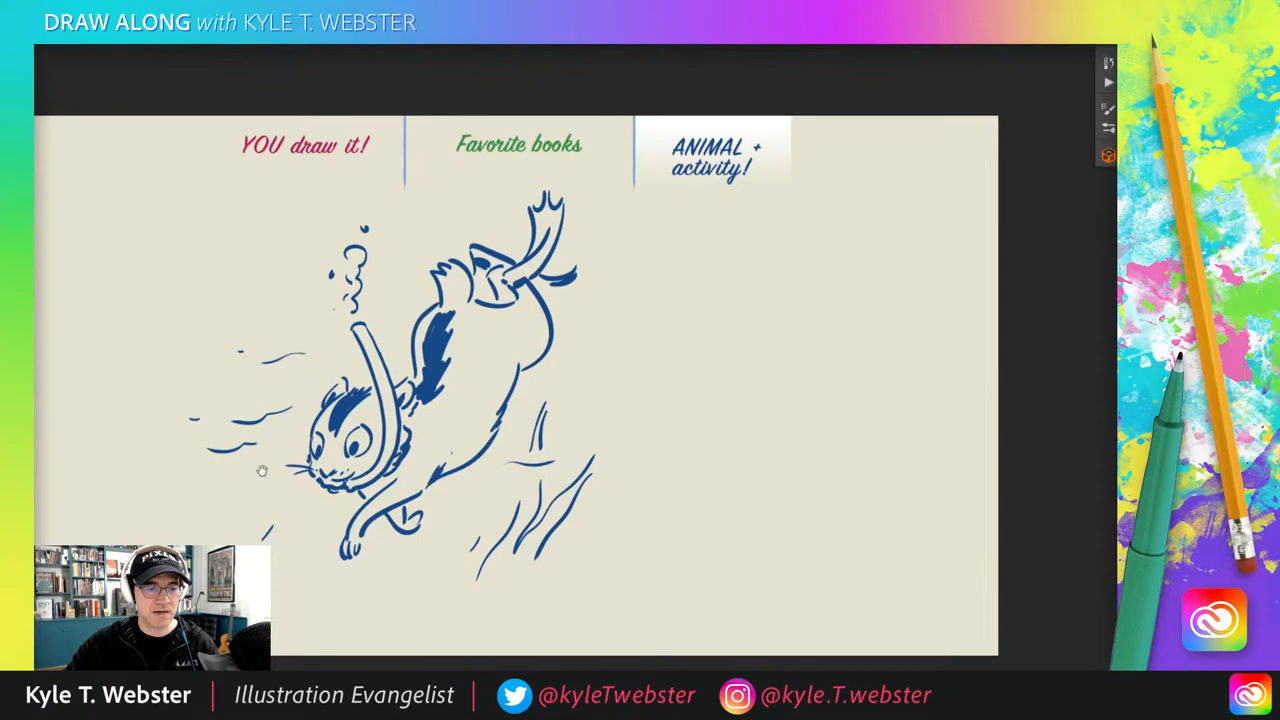 DRAW ALONG with KYLE T. WEBSTER
YOU draw it!
Favorite books
ANIMAL +
activity!
PIXAR
Kyle T. Webster | Illustration Evangelist | @kyleTwebster @kyle.T.webster